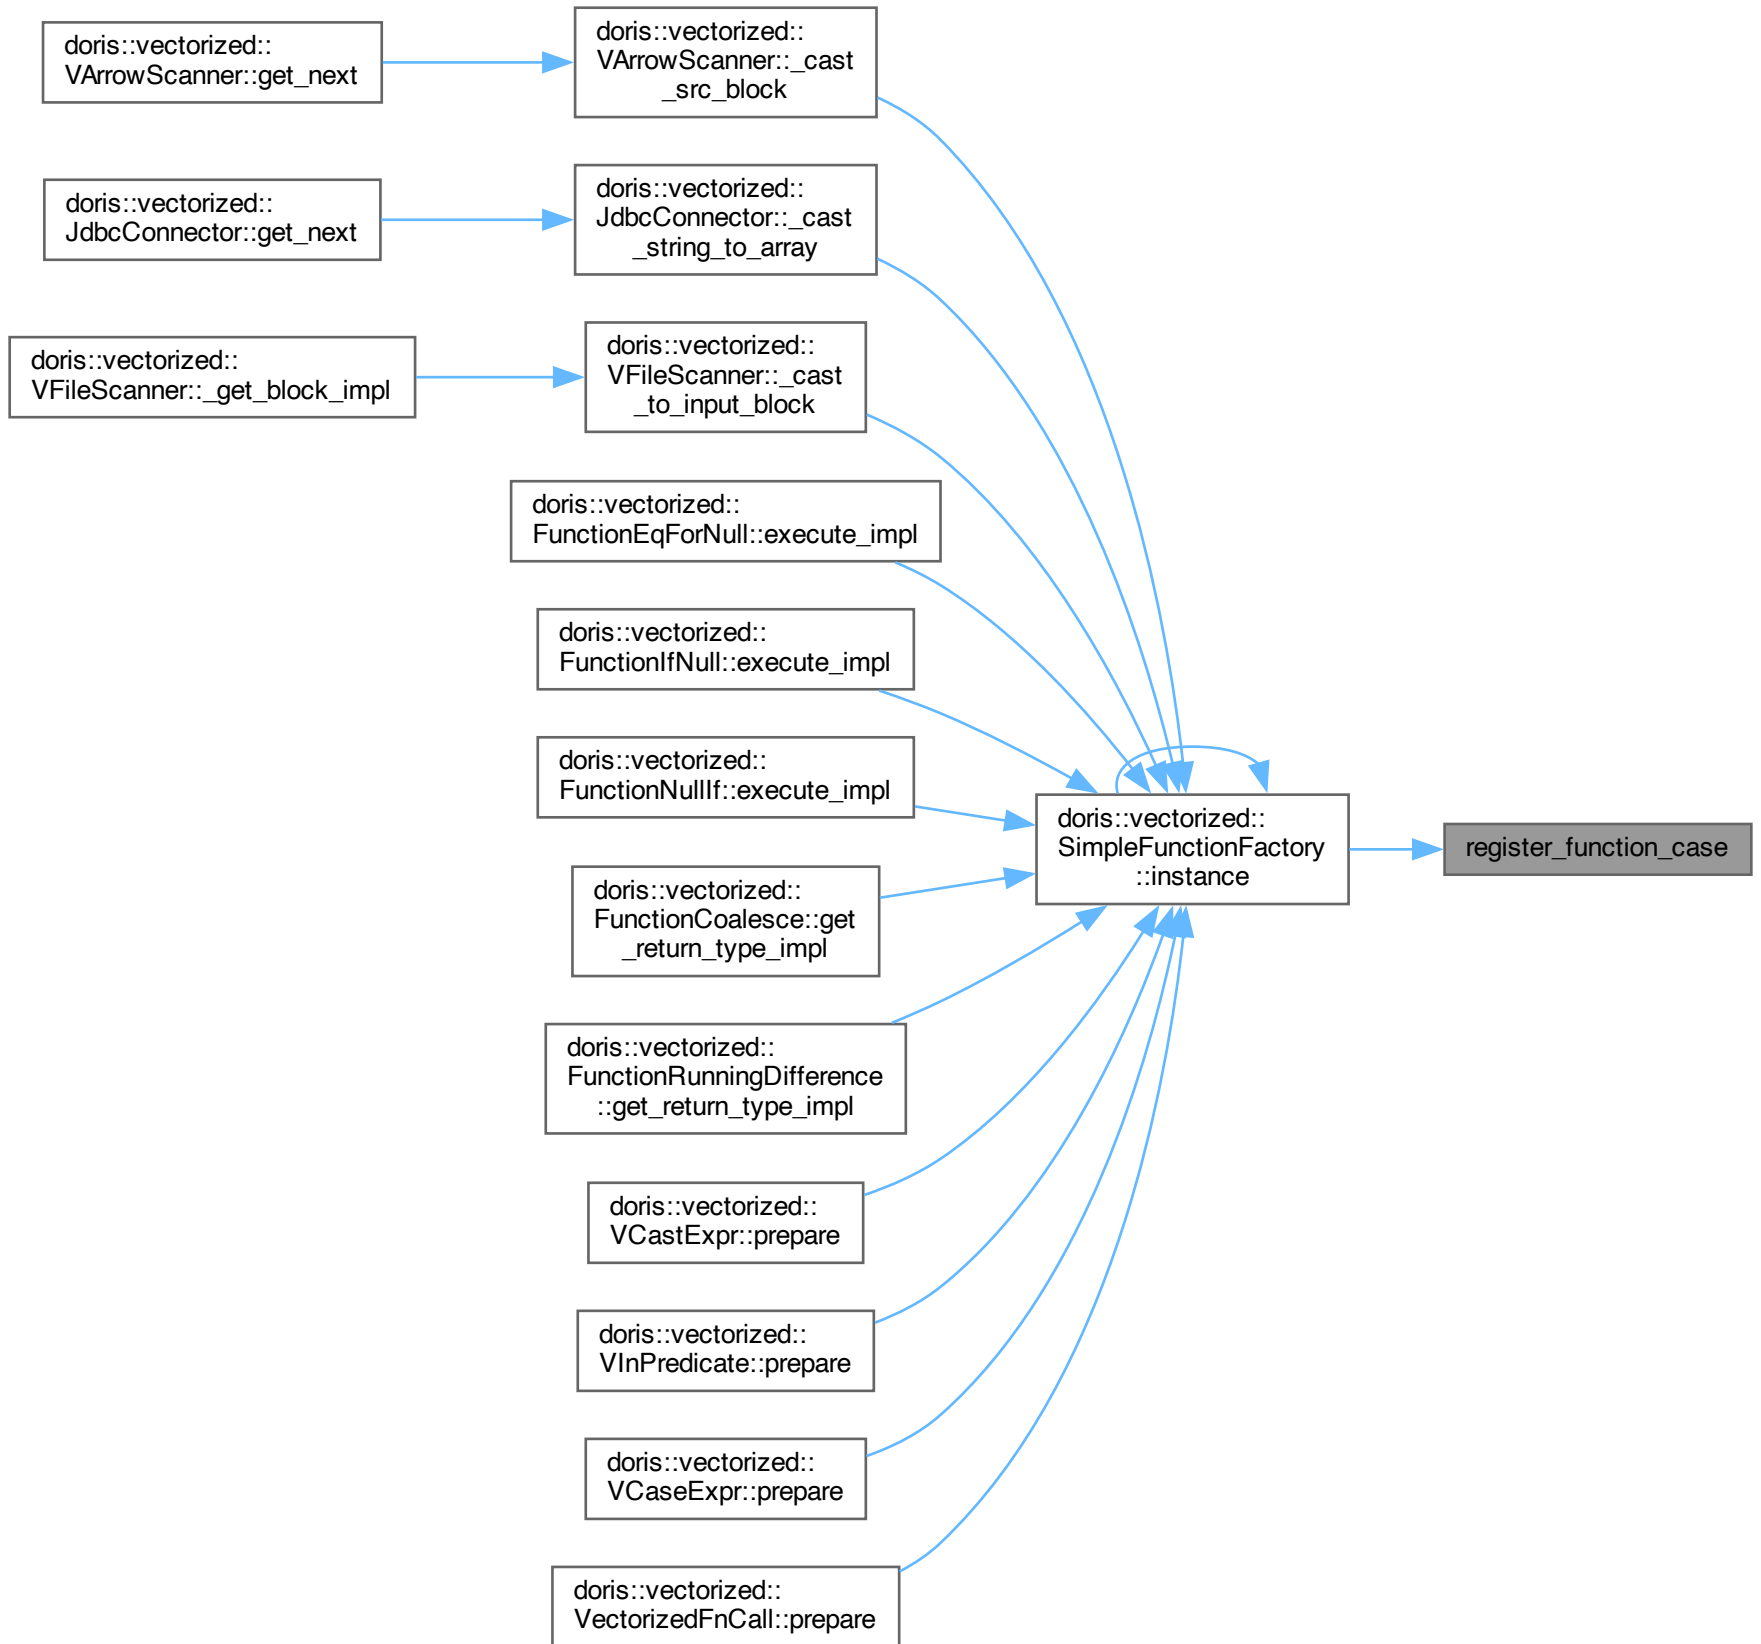 doris::vectorized::
VArrowScanner::get_next
doris::vectorized::
VArrowScanner::_cast
_src_block
doris::vectorized::
JdbcConnector::get_next
doris::vectorized::
JdbcConnector::_cast
_string_to_array
doris::vectorized::
VFileScanner::_get_block_impl
doris::vectorized::
VFileScanner::_cast
_to_input_block
doris::vectorized::
FunctionEqForNull::execute_impl
doris::vectorized::
FunctionIfNull::execute_impl
doris::vectorized::
FunctionNullIf::execute_impl
doris::vectorized::
SimpleFunctionFactory
::instance
register_function_case
doris::vectorized::
FunctionCoalesce::get
_return_type_impl
doris::vectorized::
FunctionRunningDifference
::get_return_type_impl
doris::vectorized::
VCastExpr::prepare
doris::vectorized::
VInPredicate::prepare
doris::vectorized::
VCaseExpr::prepare
doris::vectorized::
VectorizedFnCall::prepare